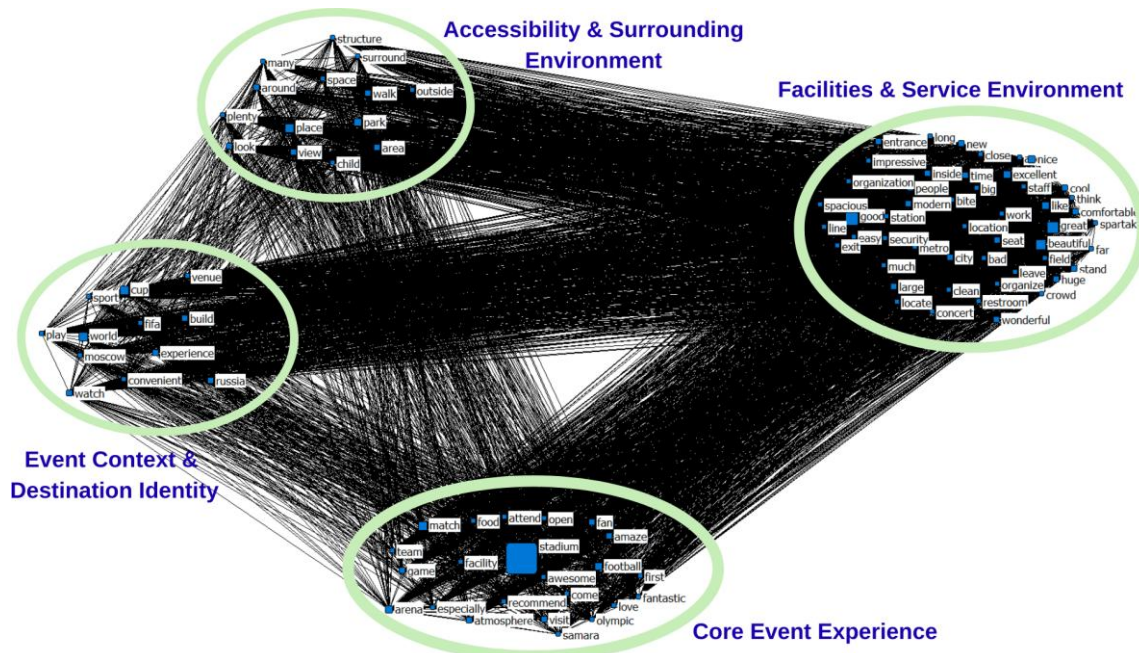 Accessibility & Surrounding
Environment
structure
many
surround
space
around
walk
outside
plenty
place
park
look
view
area
child
Facilities & Service Environment
long
entrance
new
close
nice
impressive
inside
time
excellent
organization
people
big
staff
cool
think
spacious
modern
bite
like
comfortable
good
station
work
great
spartak
line
location
easy
security
seat
beautiful
exit
metro
far
city
bad
field
much
leave
stand
large
clean
organize
huge
locate
restroom
crowd
concert
wonderful
venue
cup
sport
fifa
build
play
world
moscow
experience
convenient
russia
watch
Event Context &
Destination Identity
match
food
attend
open
fan
amaze
team
stadium
game
facility
football
awesome
first
come
fantastic
arena
especially
recommend
love
atmosphere
visit
olympic
samara
Core Event Experience